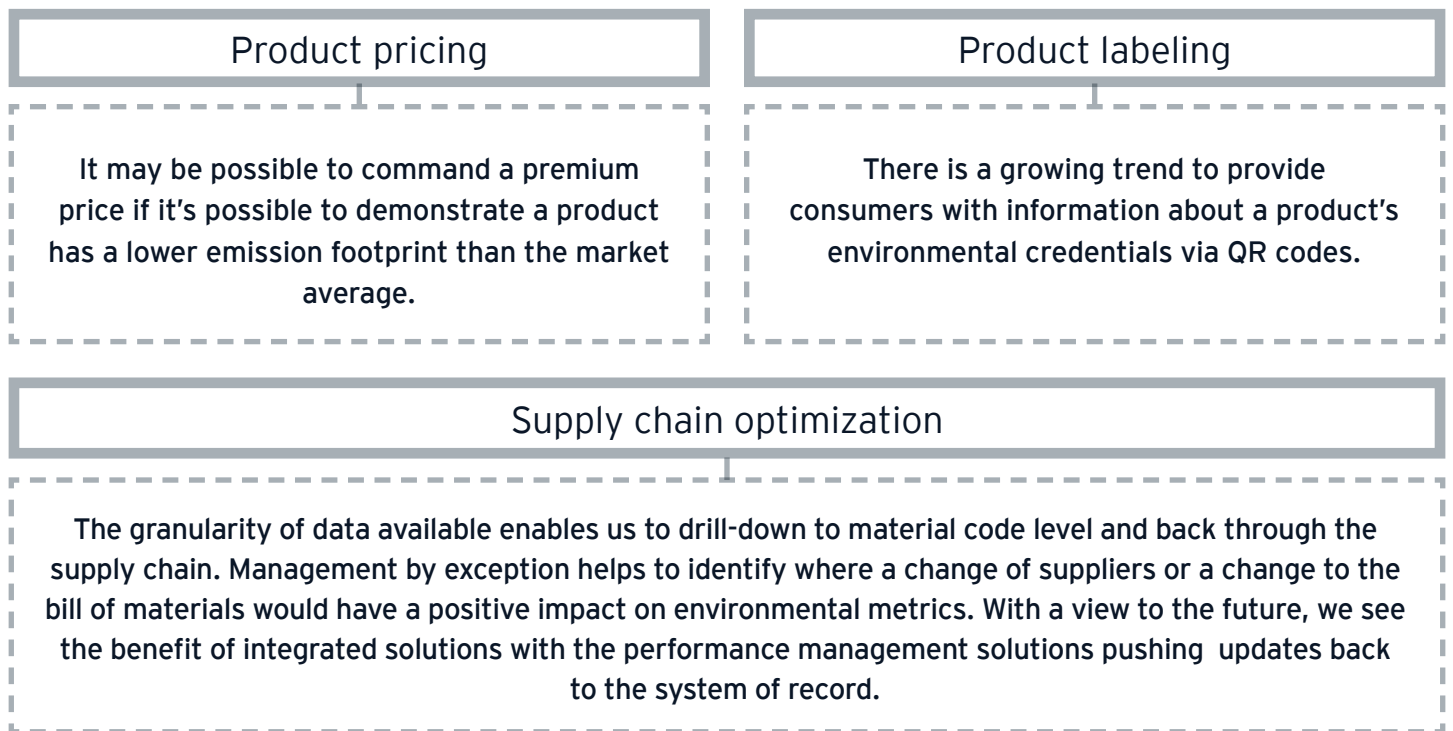 Product pricing
It may be possible to command a premium
price if it's possible to demonstrate a product
has a lower emission footprint than the market
average.
Product labeling
There is a growing trend to provide
consumers with information about a product's
environmental credentials via QR codes.
Supply chain optimization
The granularity of data available enables us to drill-down to material code level and back through the
supply chain. Management by exception helps to identify where a change of suppliers or a change to the
bill of materials would have a positive impact on environmental metrics. With a view to the future, we see
the benefit of integrated solutions with the performance management solutions pushing  updates back
to the system of record.